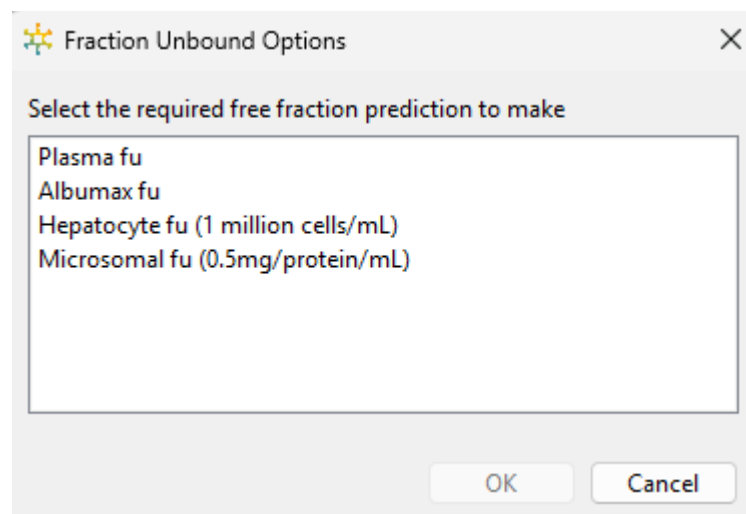 Fraction Unbound Options
Select the required free fraction prediction to make
Plasma fu
Albumax fu
Hepatocyte fu (1 million cells/mL)
Microsomal fu (0.5mg/protein/mL)
OK Cancel